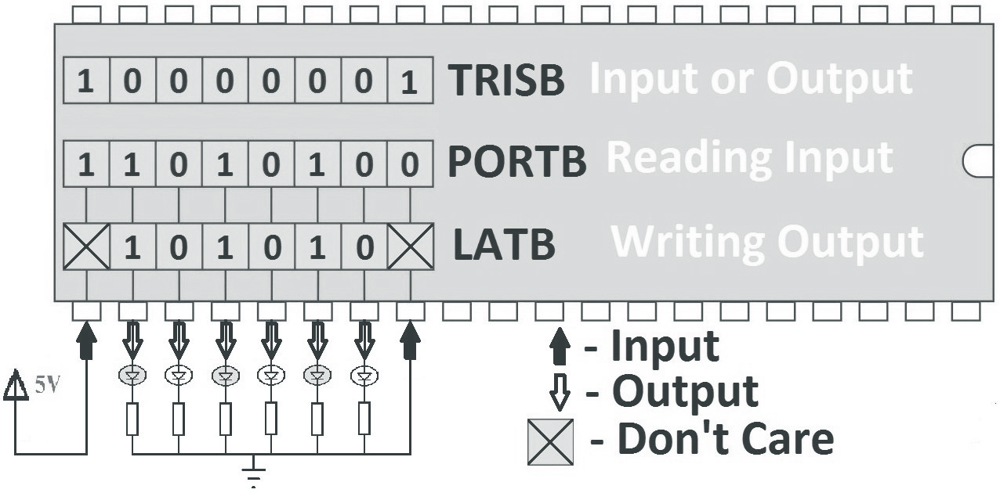 1 0 0 0 0 0 0 1 TRISB Input or Output
1 1 0 1 0 1 0 0 PORTB Reading Input
1 0 1 0 1 0 LATB Writing Output
5V
- Input
- Output
- Don't Care